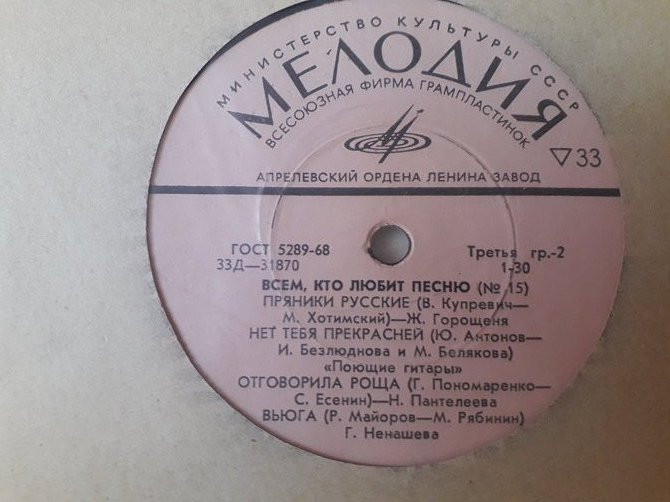 МИНИСТЕРСТВО КУЛЬТУРЫ СССР
МЕЛОДИЯ
ВСЕСОЮЗНАЯ ФИРМА ГРАМПЛАСТИНОК
▽33
АПРЕЛЕВСКИЙ ОРДЕНА ЛЕНИНА ЗАВОД
ГОСТ 5289-68
Третья гр.-2
33Д—31870
1-30
ВСЕМ, КТО ЛЮБИТ ПЕСНЮ (№ 15)
ПРЯНИКИ РУССКИЕ (В. Купревич—
М. Хотимский)—Ж. Горощеня
НЕТ ТЕБЯ ПРЕКРАСНЕЙ (Ю. Антонов—
И. Безлюднова и М. Белякова)
«Поющие гитары»
ОТГОВОРИЛА РОЩА (Г. Пономаренко—
С. Есенин)—Н. Пантелеева
ВЬЮГА (Р. Майоров—М. Рябинин)
Г. Ненашева